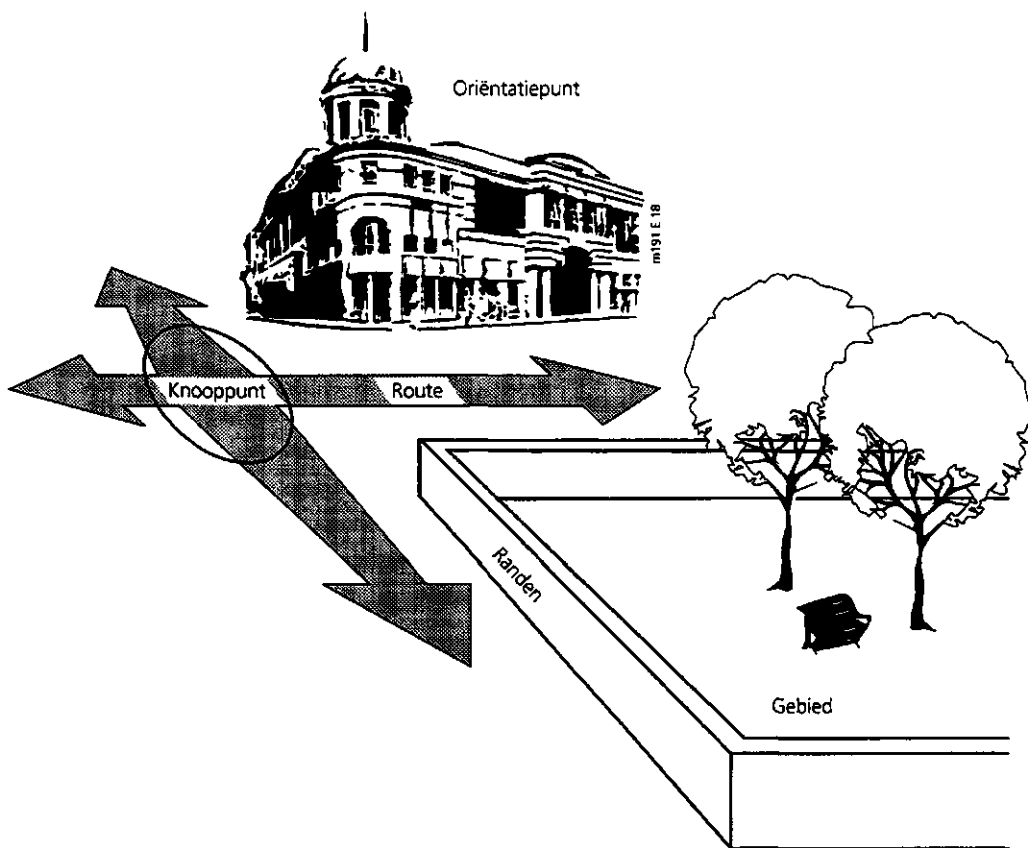 Oriëntatiepunt
m191 E 18
Knooppunt
Route
Randen
Gebied